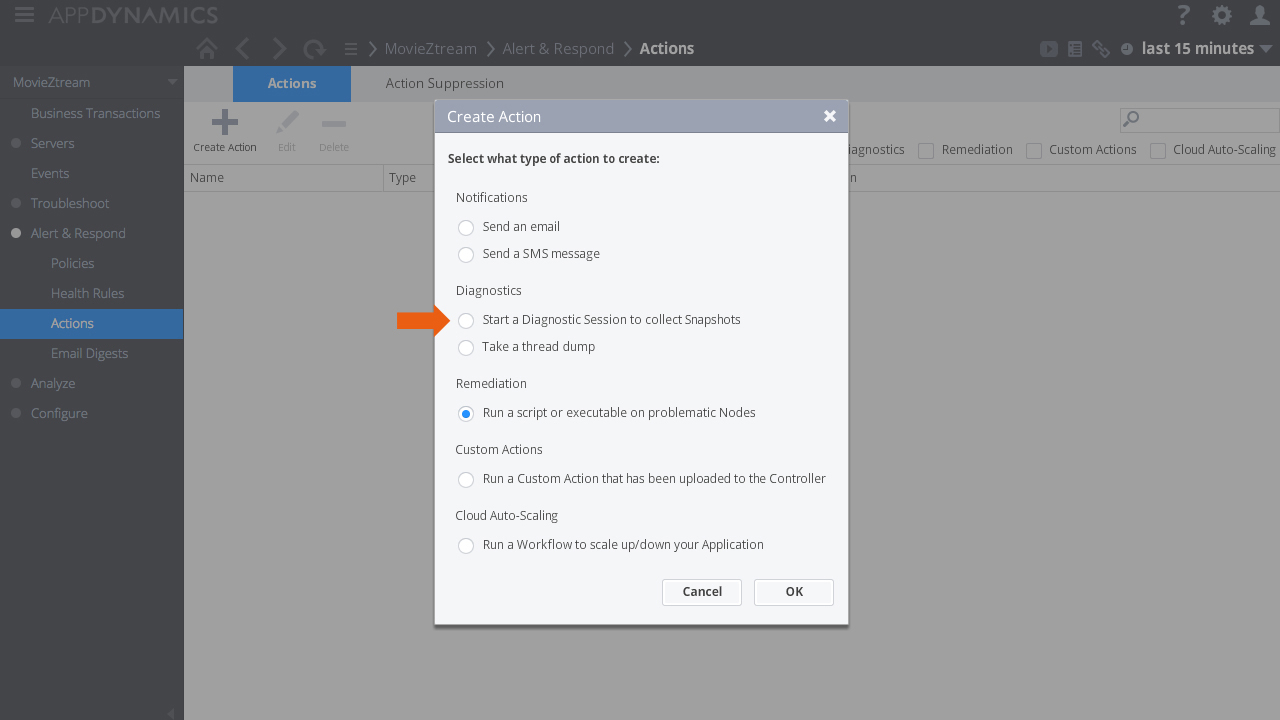 APPDYNAMICS
?
MovieZtream Alert & Respond Actions
last 15 minutes
MovieZtream
Business Transactions
Servers
Events
Troubleshoot
Alert & Respond
Policies
Health Rules
Actions
Email Digests
Analyze
Configure
Actions Action Suppression
Create Action Edit Delete
iagnostics Remediation Custom Actions Cloud Auto-Scaling
Name Type n
Create Action
Select what type of action to create:
Notifications
Send an email
Send a SMS message
Diagnostics
Start a Diagnostic Session to collect Snapshots
Take a thread dump
Remediation
Run a script or executable on problematic Nodes
Custom Actions
Run a Custom Action that has been uploaded to the Controller
Cloud Auto-Scaling
Run a Workflow to scale up/down your Application
Cancel OK